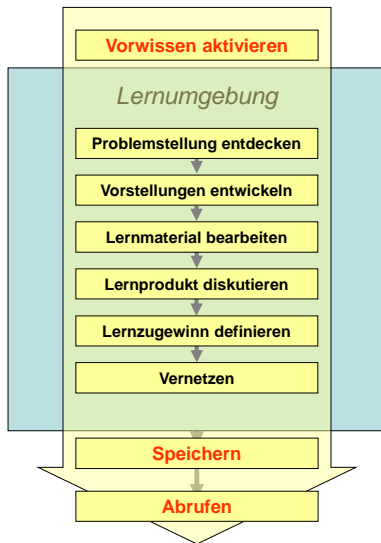 Vorwissen aktivieren
Lernumgebung
Problemstellung entdecken
Vorstellungen entwickeln
Lernmaterial bearbeiten
Lernprodukt diskutieren
Lernzugewinn definieren
Vernetzen
Speichern
Abrufen